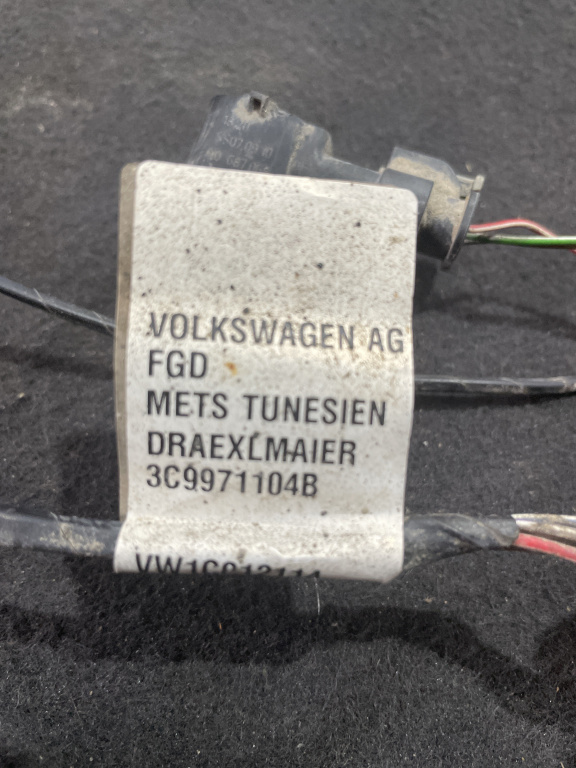 VOLKSWAGEN AG
FGD
METS TUNESIEN
DRAEXLMAIER
3C9971104B